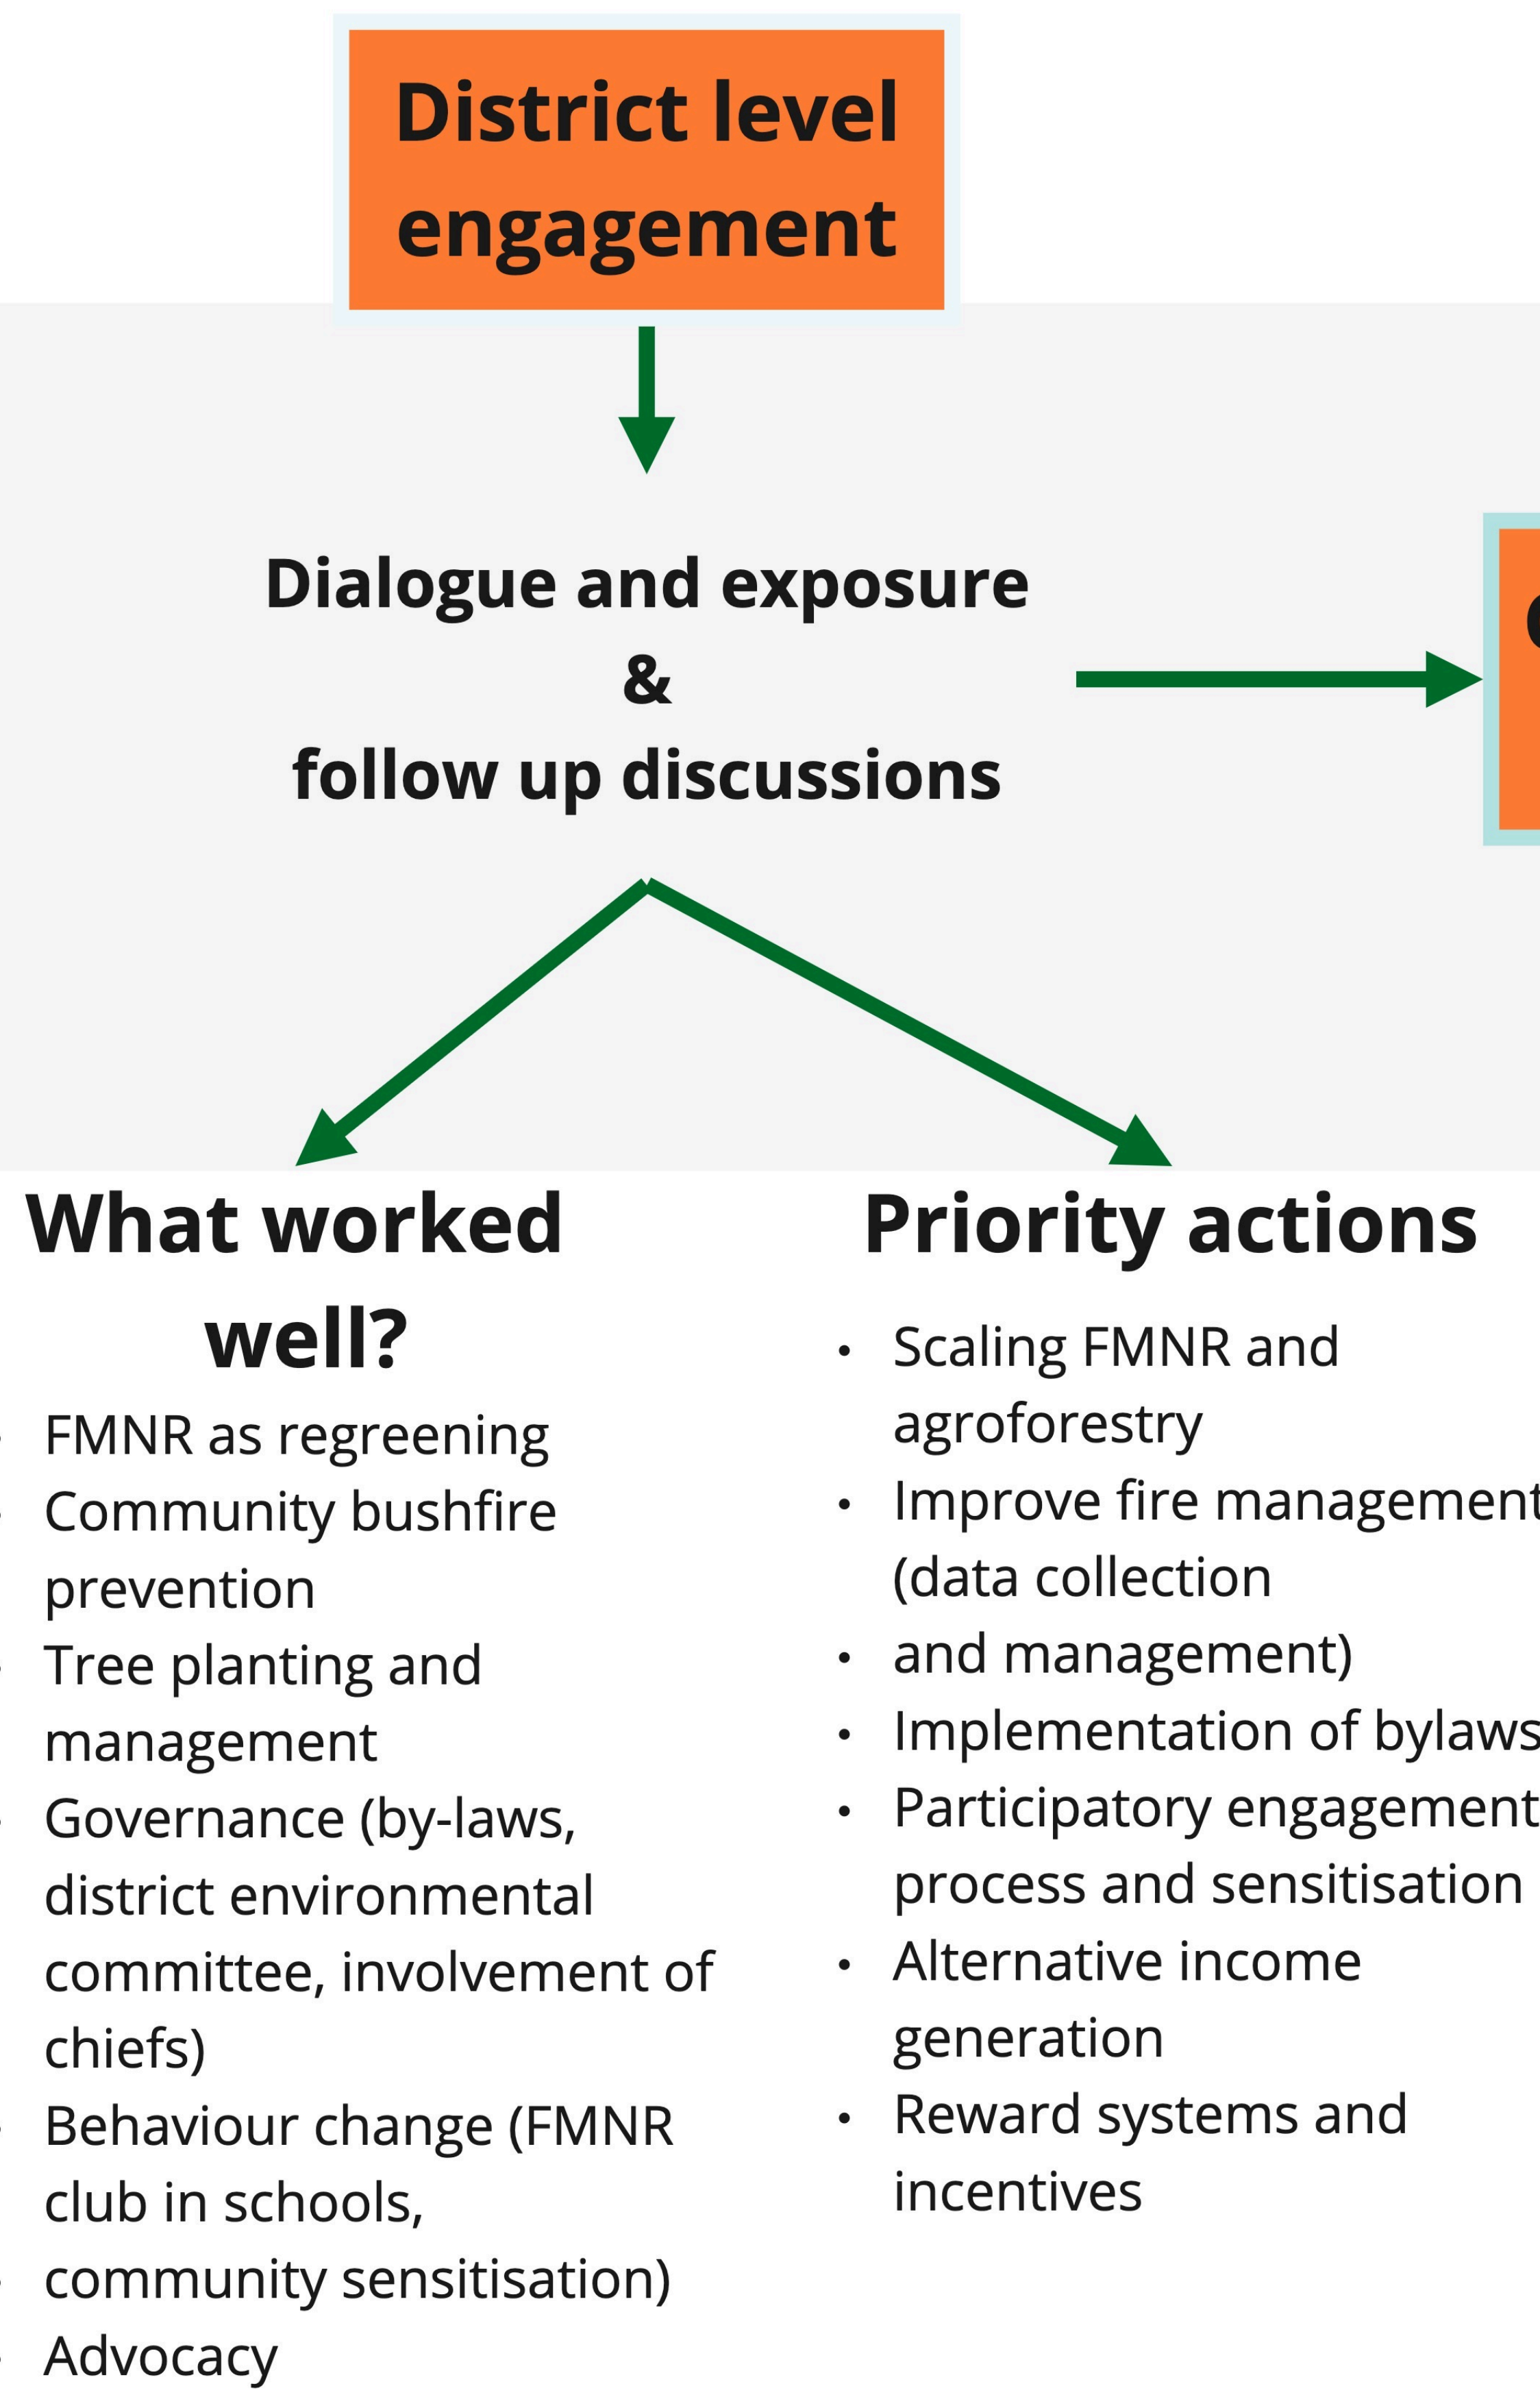 District level
engagement
Dialogue and exposure
&
follow up discussions
What worked
well?
• FMNR as regreening
• Community bushfire
prevention
• Tree planting and
management
• Governance (by-laws,
district environmental
committee, involvement of
chiefs)
• Behaviour change (FMNR
club in schools,
• community sensitisation)
• Advocacy
Priority actions
• Scaling FMNR and
agroforestry
• Improve fire management
(data collection
• and management)
• Implementation of bylaws
• Participatory engagement
process and sensitisation
• Alternative income
generation
• Reward systems and
incentives